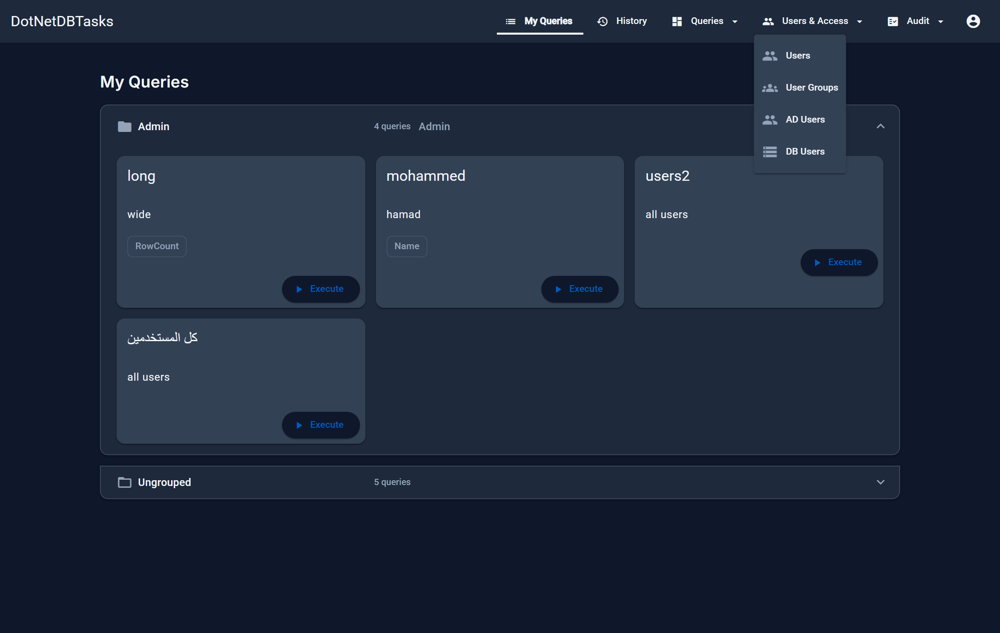 DotNetDBTasks
My Queries
History
Queries
Users & Access
Audit
Users
User Groups
AD Users
DB Users
My Queries
Admin
4 queries
Admin
long
wide
RowCount
Execute
mohammed
hamad
Name
Execute
users2
all users
Execute
كل المستخدمين
all users
Execute
Ungrouped
5 queries